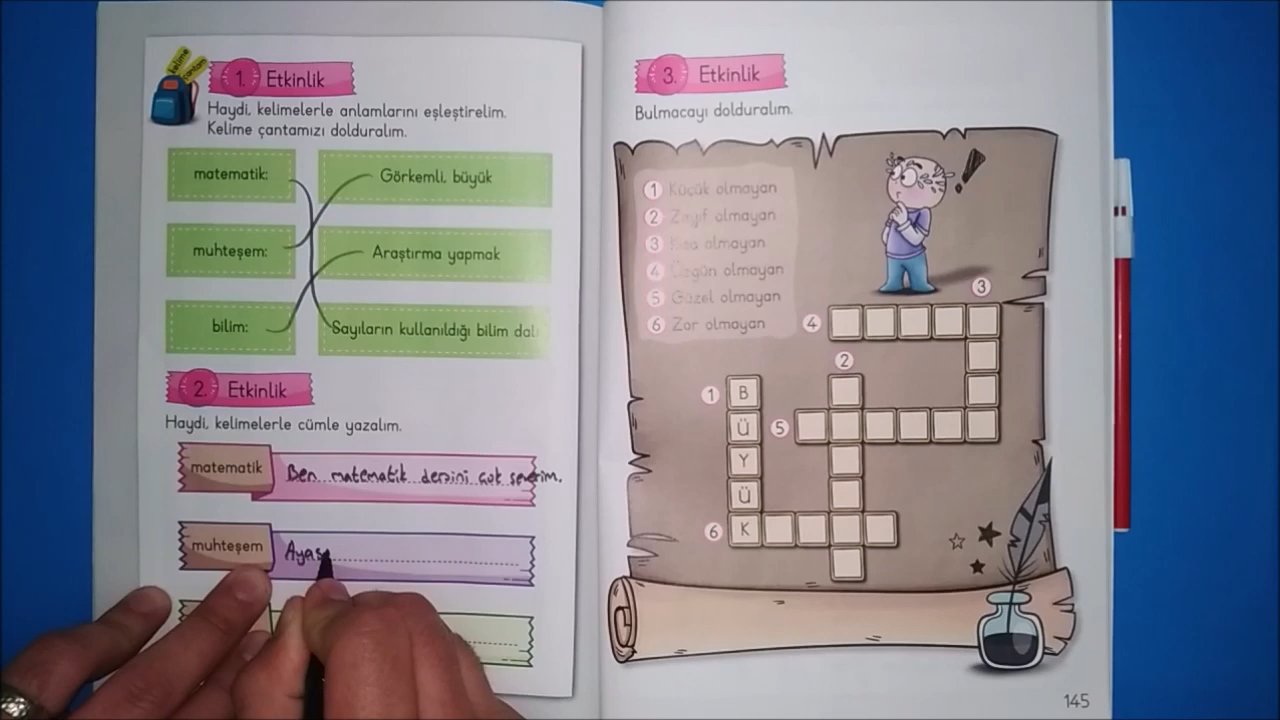 kelime
çantam
1. Etkinlik
Haydi, kelimelerle anlamlarını eşleştirelim.
Kelime çantamızı dolduralım.
matematik:
Görkemli, büyük
muhteşem:
Araştırma yapmak
bilim:
Sayıların kullanıldığı bilim dalı
2. Etkinlik
Haydi, kelimelerle cümle yazalım.
matematik
Ben matematik dersini çok severim.
muhteşem
Ayas
3. Etkinlik
Bulmacayı dolduralım.
1 Küçük olmayan
2 Zayıf olmayan
3 Kısa olmayan
4 Üzgün olmayan
5 Güzel olmayan
6 Zor olmayan
3
4
2
1 B
Ü 5
Y
Ü
6 K
145